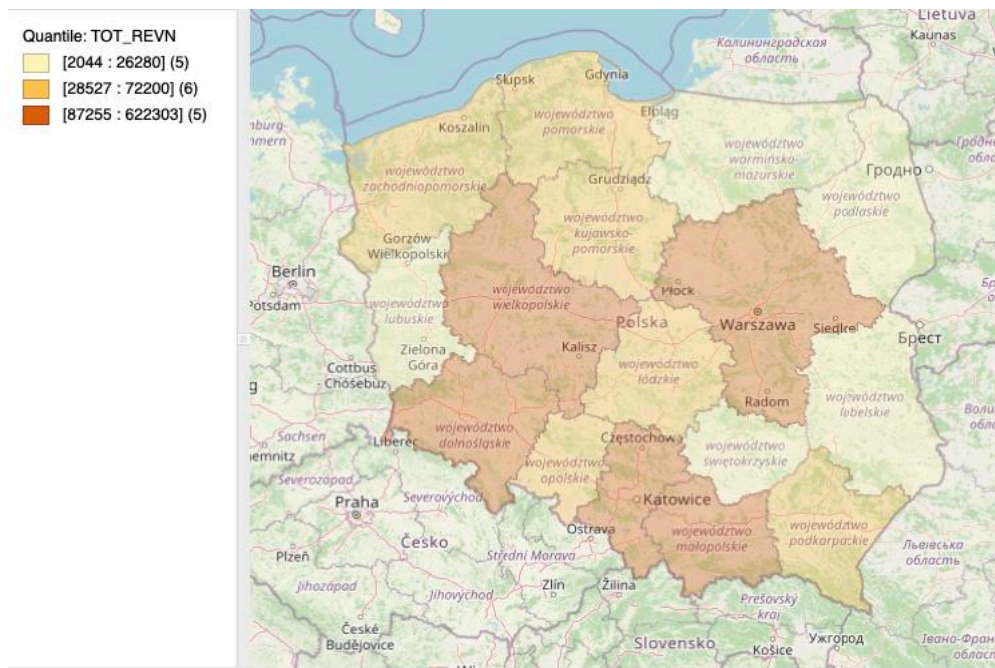 Quantile: TOT_REVN
[2044 : 26280] (5)
[28527 : 72200] (6)
[87255 : 622303] (5)
Lietuva
Kaunas
Калининградская
область
Słupsk
Gdynia
Elbląg
Koszalin
województwo
pomorskie
województwo
warmińsko-
mazurskie
Гродно
województwo
zachodniopomorskie
Grudziądz
województwo
podlaskie
województwo
kujawsko-
pomorskie
Gorzów
Wielkopolski
Berlin
Potsdam
województwo
wielkopolskie
Płock
województwo
lubuskie
Polska
Warszawa
Siedlce
Брест
Kalisz
Zielona
Góra
Cottbus
- Chóśebuz
województwo
łódzkie
Radom
województwo
lubelskie
Sachsen
Liberec
województwo
dolnośląskie
Częstochowa
województwo
świętokrzyskie
województwo
opolskie
Severozápad
Praha
Severovýchod
Katowice
województwo
małopolskie
województwo
podkarpackie
Ostrava
Česko
Střední Morava
Львівська
область
Plzeň
Jihozápad
Jihovýchod
Zlín
Žilina
Prešovský
kraj
České
Budějovice
Slovensko
Košice
Ужгород